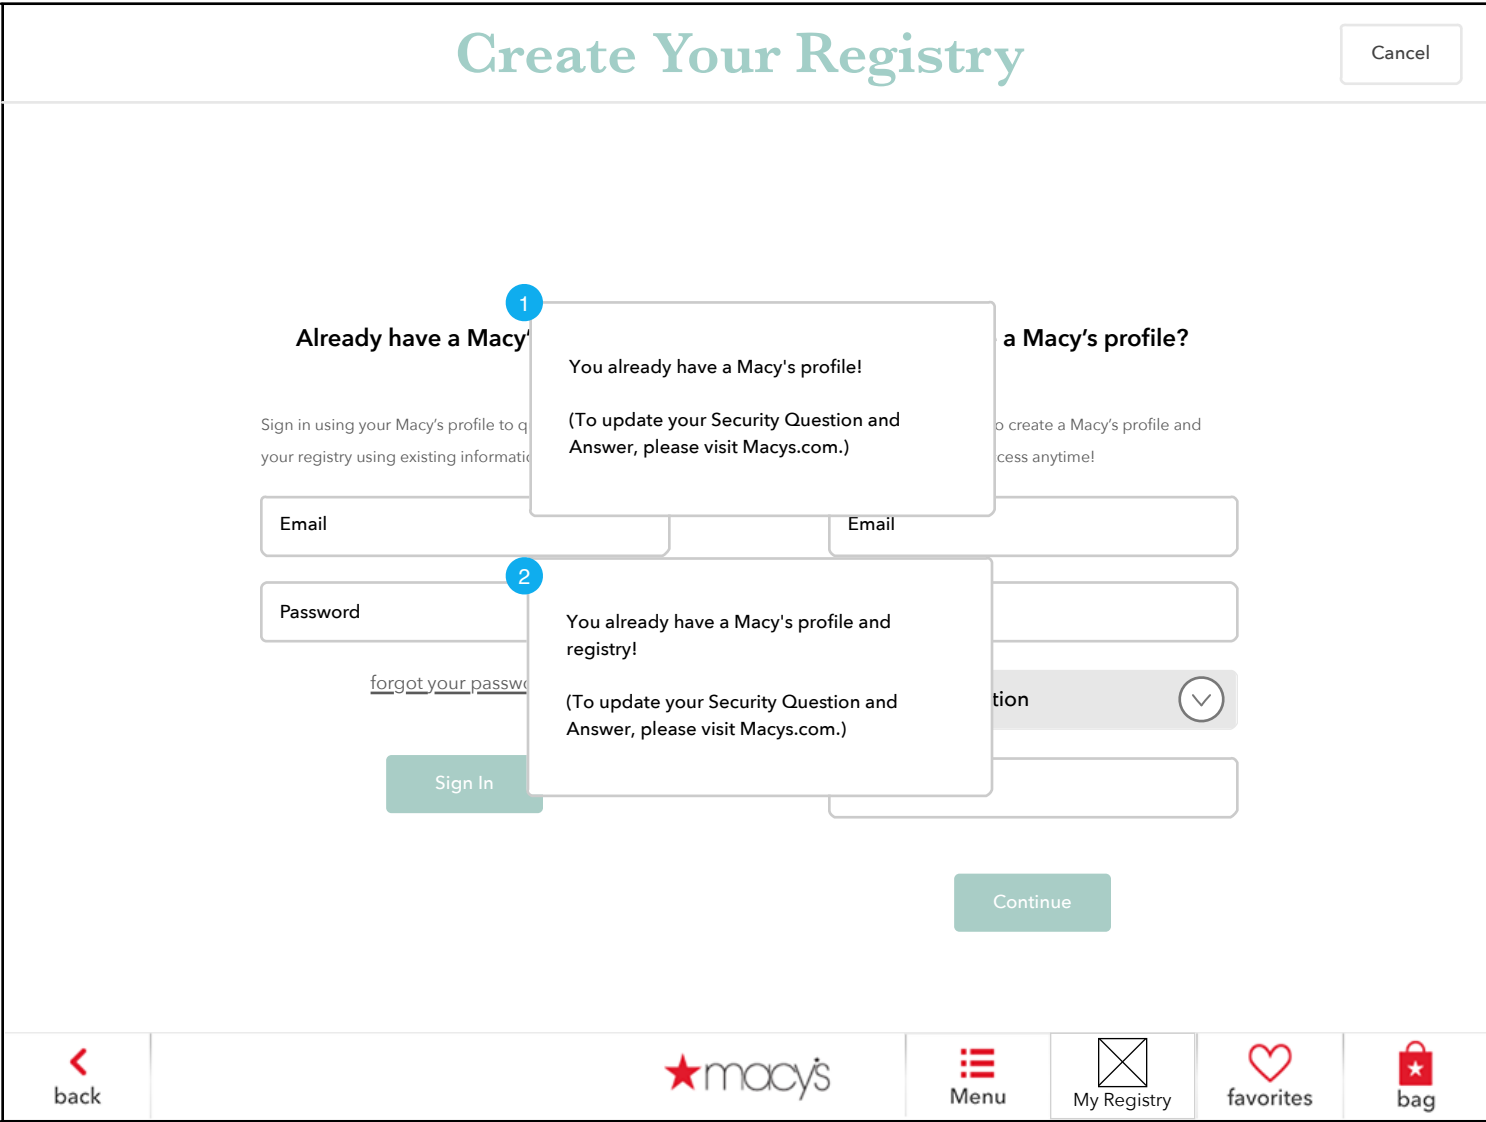 Create Your Registry
Cancel
1
Already have a Macy's
a Macy's profile?
You already have a Macy's profile!
(To update your Security Question and
Answer, please visit Macys.com.)
Sign in using your Macy's profile to
your registry using existing
create a Macy's profile and
anytime!
Email
Email
2
Password
You already have a Macy's profile and
registry!
(To update your Security Question and
Answer, please visit Macys.com.)
forgot your
Sign In
Continue
back
macy's
Menu
My Registry
favorites
bag